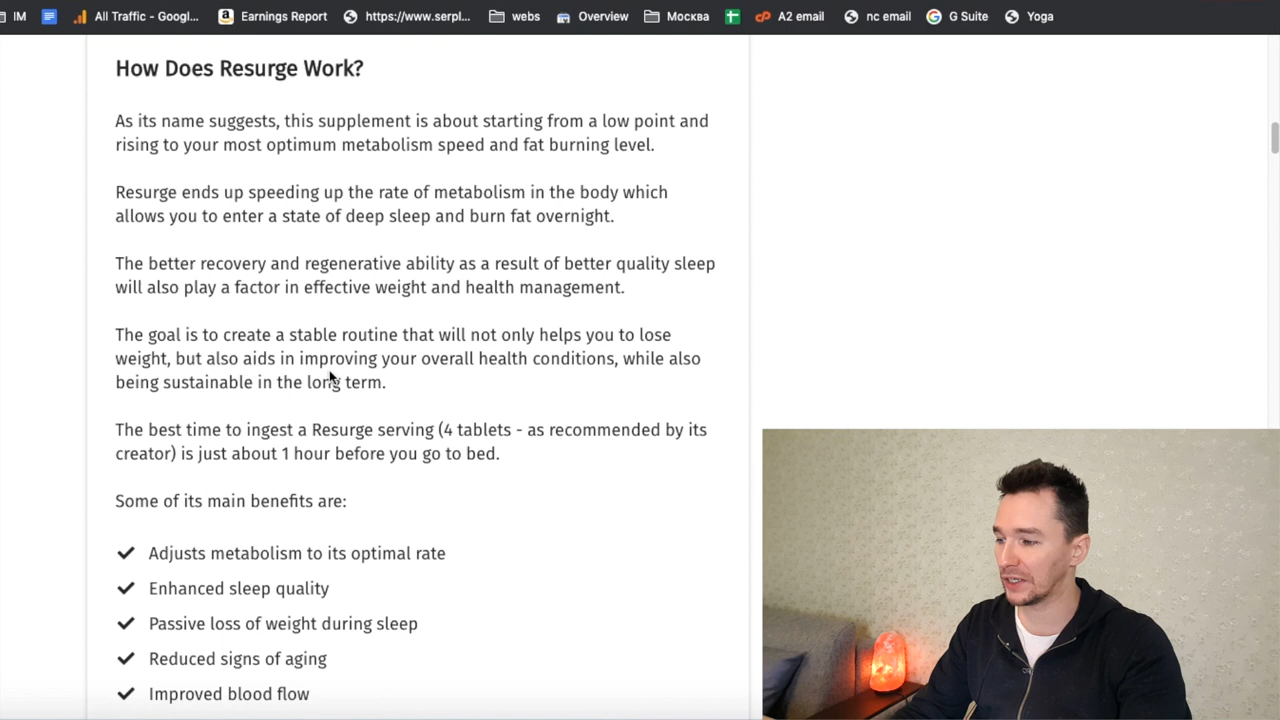 IM
All Traffic - Googl...
Earnings Report
https://www.serpl...
webs
Overview
Москва
A2 email
nc email
G Suite
Yoga
How Does Resurge Work?
As its name suggests, this supplement is about starting from a low point and
rising to your most optimum metabolism speed and fat burning level.
Resurge ends up speeding up the rate of metabolism in the body which
allows you to enter a state of deep sleep and burn fat overnight.
The better recovery and regenerative ability as a result of better quality sleep
will also play a factor in effective weight and health management.
The goal is to create a stable routine that will not only helps you to lose
weight, but also aids in improving your overall health conditions, while also
being sustainable in the long term.
The best time to ingest a Resurge serving (4 tablets - as recommended by its
creator) is just about 1 hour before you go to bed.
Some of its main benefits are:
Adjusts metabolism to its optimal rate
Enhanced sleep quality
Passive loss of weight during sleep
Reduced signs of aging
Improved blood flow